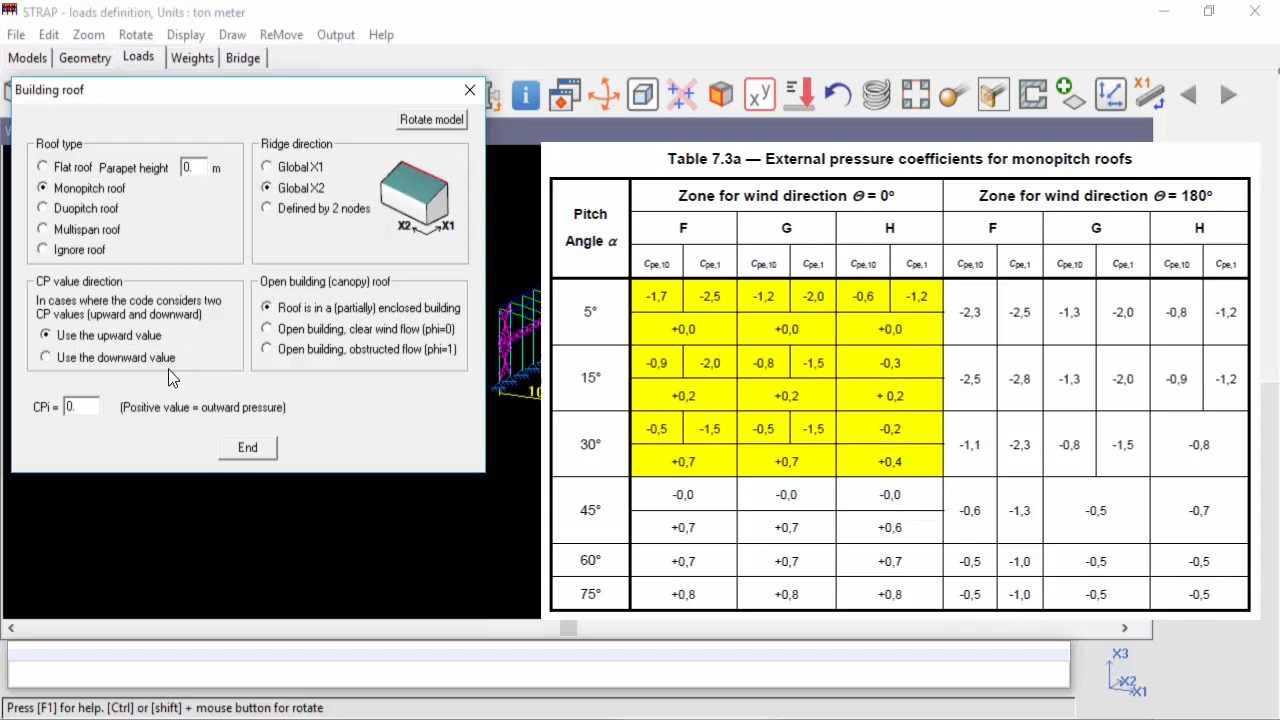 STRAP - loads definition, Units : ton meter
File Edit Zoom Rotate Display Draw ReMove Output Help
Models Geometry Loads Weights Bridge
Building roof
Rotate model
Roof type
Flat roof Parapet height 0. m
Monopitch roof
Duopitch roof
Multispan roof
Ignore roof
Ridge direction
Global X1
Global X2
Defined by 2 nodes
X2 X1
CP value direction
In cases where the code considers two
CP values (upward and downward)
Use the upward value
Use the downward value
Open building (canopy) roof
Roof is in a (partially) enclosed building
Open building, clear wind flow (phi=0)
Open building, obstructed flow (phi=1)
CPi = 0. (Positive value = outward pressure)
End
i
xy
X1
10
Table 7.3a — External pressure coefficients for monopitch roofs
Pitch Angle α Zone for wind direction Θ = 0° Zone for wind direction Θ = 180°
F G H F G H
Cpe,10 Cpe,1 Cpe,10 Cpe,1 Cpe,10 Cpe,1 Cpe,10 Cpe,1 Cpe,10 Cpe,1 Cpe,10 Cpe,1
5° -1,7 -2,5 -1,2 -2,0 -0,6 -1,2 -2,3 -2,5 -1,3 -2,0 -0,8 -1,2
+0,0 +0,0 +0,0
15° -0,9 -2,0 -0,8 -1,5 -0,3 -2,5 -2,8 -1,3 -2,0 -0,9 -1,2
+0,2 +0,2 + 0,2
30° -0,5 -1,5 -0,5 -1,5 -0,2 -1,1 -2,3 -0,8 -1,5 -0,8
+0,7 +0,7 +0,4
45° -0,0 -0,0 -0,0 -0,6 -1,3 -0,5 -0,7
+0,7 +0,7 +0,6
60° +0,7 +0,7 +0,7 -0,5 -1,0 -0,5 -0,5
75° +0,8 +0,8 +0,8 -0,5 -1,0 -0,5 -0,5
X3
X2
X1
Press [F1] for help. [Ctrl] or [shift] + mouse button for rotate